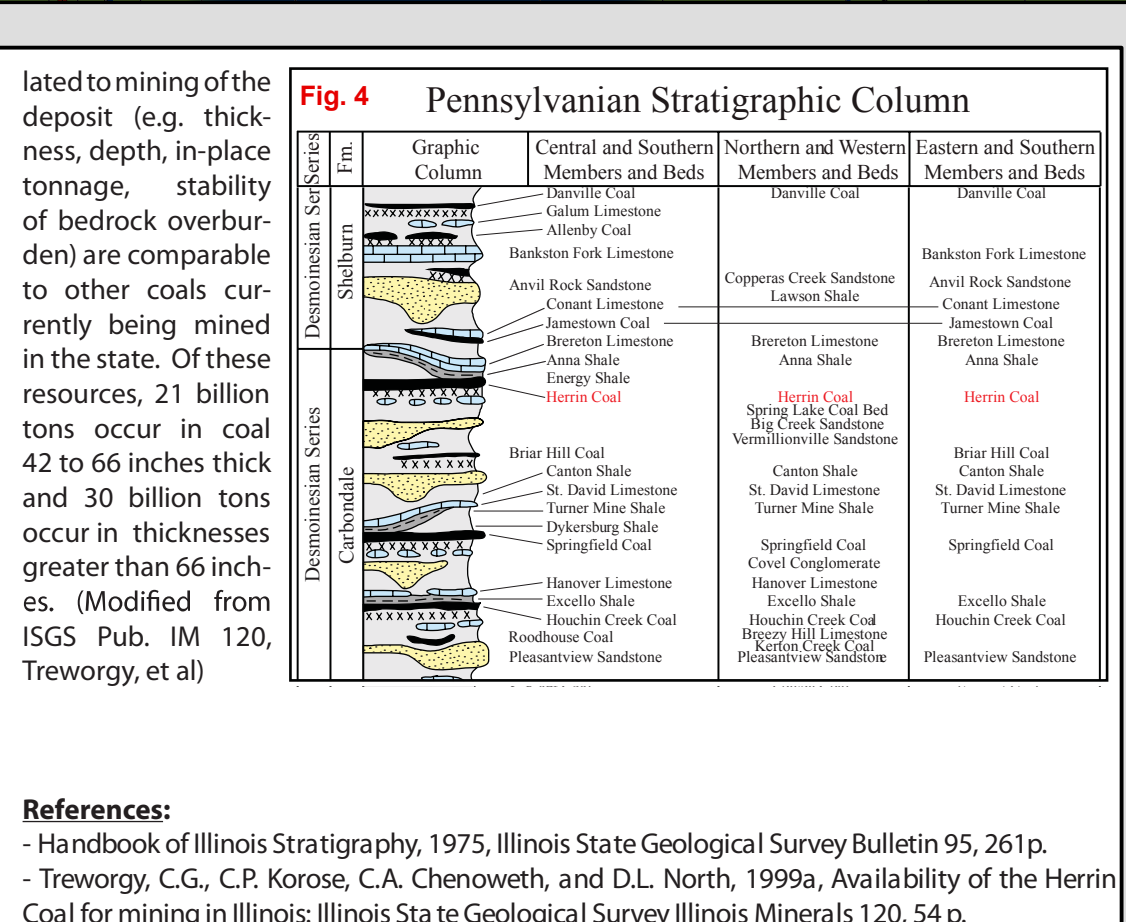 lated to mining of the
deposit (e.g. thick-
ness, depth, in-place
tonnage, stability
of bedrock overbur-
den) are comparable
to other coals cur-
rently being mined
in the state. Of these
resources, 21 billion
tons occur in coal
42 to 66 inches thick
and 30 billion tons
occur in thicknesses
greater than 66 inch-
es. (Modified from
ISGS Pub. IM 120,
Treworgy, et al)
Fig. 4
Pennsylvanian Stratigraphic Column
Series
Fm.
Graphic
Column
Central and Southern
Members and Beds
Northern and Western
Members and Beds
Eastern and Southern
Members and Beds
Desmoinesian Ser
Shelburn
Desmoinesian Series
Carbondale
Danville Coal
Galum Limestone
Allenby Coal
Bankston Fork Limestone
Anvil Rock Sandstone
Conant Limestone
Jamestown Coal
Brereton Limestone
Anna Shale
Energy Shale
Herrin Coal
Briar Hill Coal
Canton Shale
St. David Limestone
Turner Mine Shale
Dykersburg Shale
Springfield Coal
Hanover Limestone
Excello Shale
Houchin Creek Coal
Roodhouse Coal
Pleasantview Sandstone
Danville Coal
Copperas Creek Sandstone
Lawson Shale
Brereton Limestone
Anna Shale
Herrin Coal
Spring Lake Coal Bed
Big Creek Sandstone
Vermillionville Sandstone
Canton Shale
St. David Limestone
Turner Mine Shale
Springfield Coal
Covel Conglomerate
Hanover Limestone
Excello Shale
Houchin Creek Coal
Breezy Hill Limestone
Kerton Creek Coal
Pleasantview Sandstone
Danville Coal
Bankston Fork Limestone
Anvil Rock Sandstone
Conant Limestone
Jamestown Coal
Brereton Limestone
Anna Shale
Herrin Coal
Briar Hill Coal
Canton Shale
St. David Limestone
Turner Mine Shale
Springfield Coal
Excello Shale
Houchin Creek Coal
Pleasantview Sandstone
References:
- Handbook of Illinois Stratigraphy, 1975, Illinois State Geological Survey Bulletin 95, 261p.
- Treworgy, C.G., C.P. Korose, C.A. Chenoweth, and D.L. North, 1999a, Availability of the Herrin
Coal for mining in Illinois: Illinois State Geological Survey Illinois Minerals 120, 54 p.